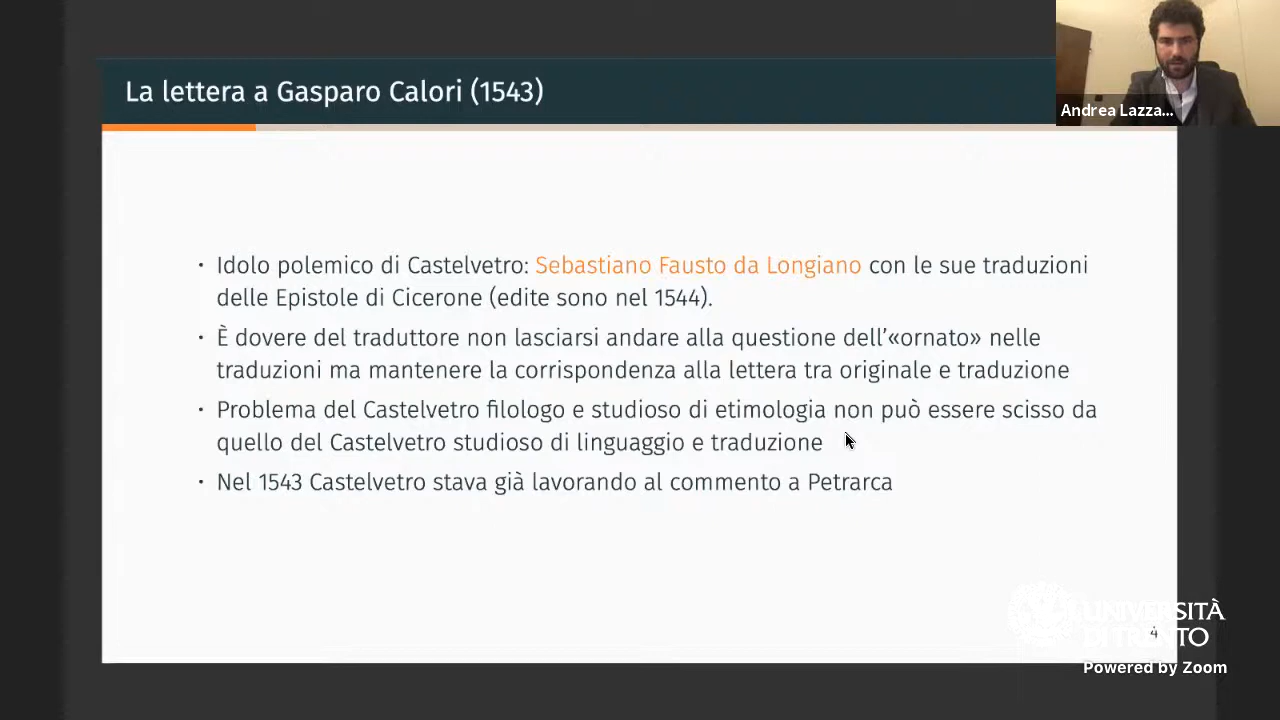 La lettera a Gasparo Calori (1543)
Andrea Lazza...
· Idolo polemico di Castelvetro: Sebastiano Fausto da Longiano con le sue traduzioni
delle Epistole di Cicerone (edite sono nel 1544).
· È dovere del traduttore non lasciarsi andare alla questione dell’«ornato» nelle
traduzioni ma mantenere la corrispondenza alla lettera tra originale e traduzione
· Problema del Castelvetro filologo e studioso di etimologia non può essere scisso da
quello del Castelvetro studioso di linguaggio e traduzione
· Nel 1543 Castelvetro stava già lavorando al commento a Petrarca
UNIVERSITÀ
DI TRENTO
4
Powered by Zoom